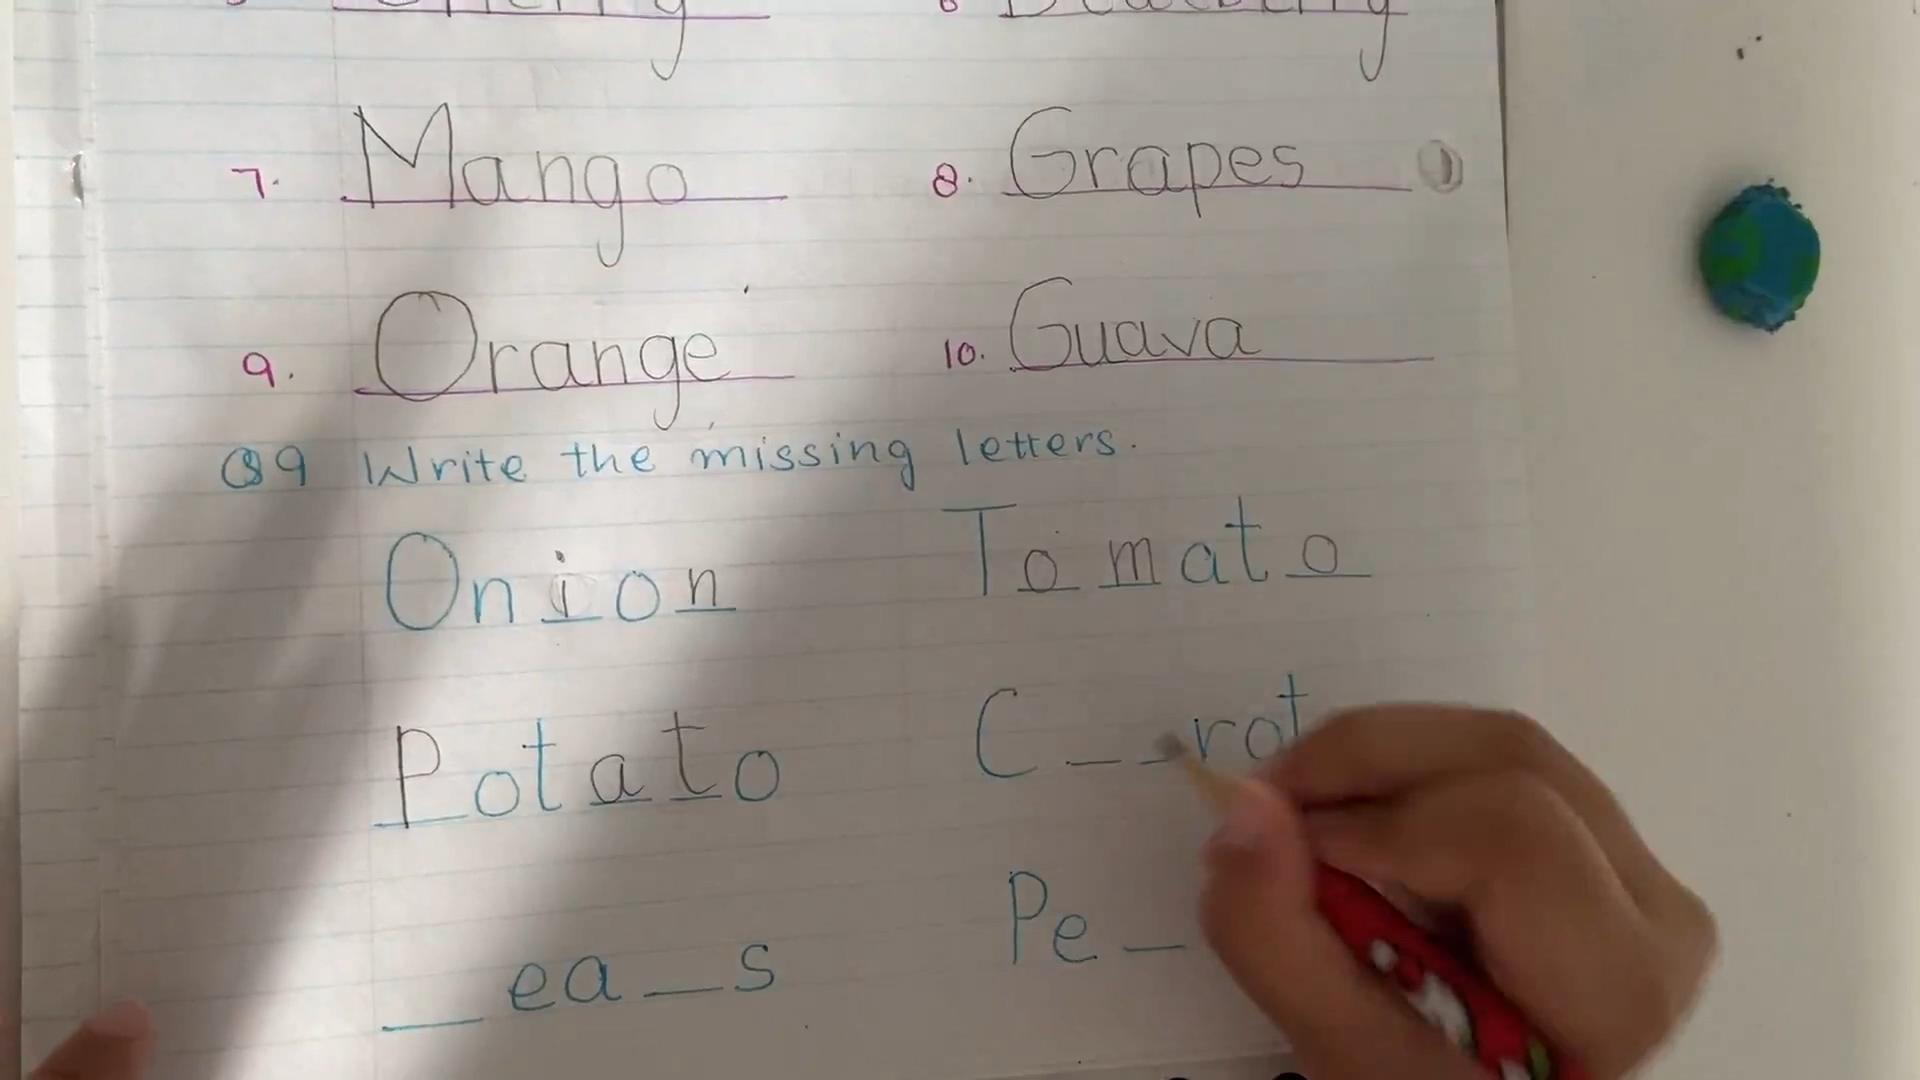 7. Mango 8. Grapes
9. Orange 10. Guava
Q9 Write the missing letters.
Onion Tomato
Potato C__rot
_ea_s Pe_